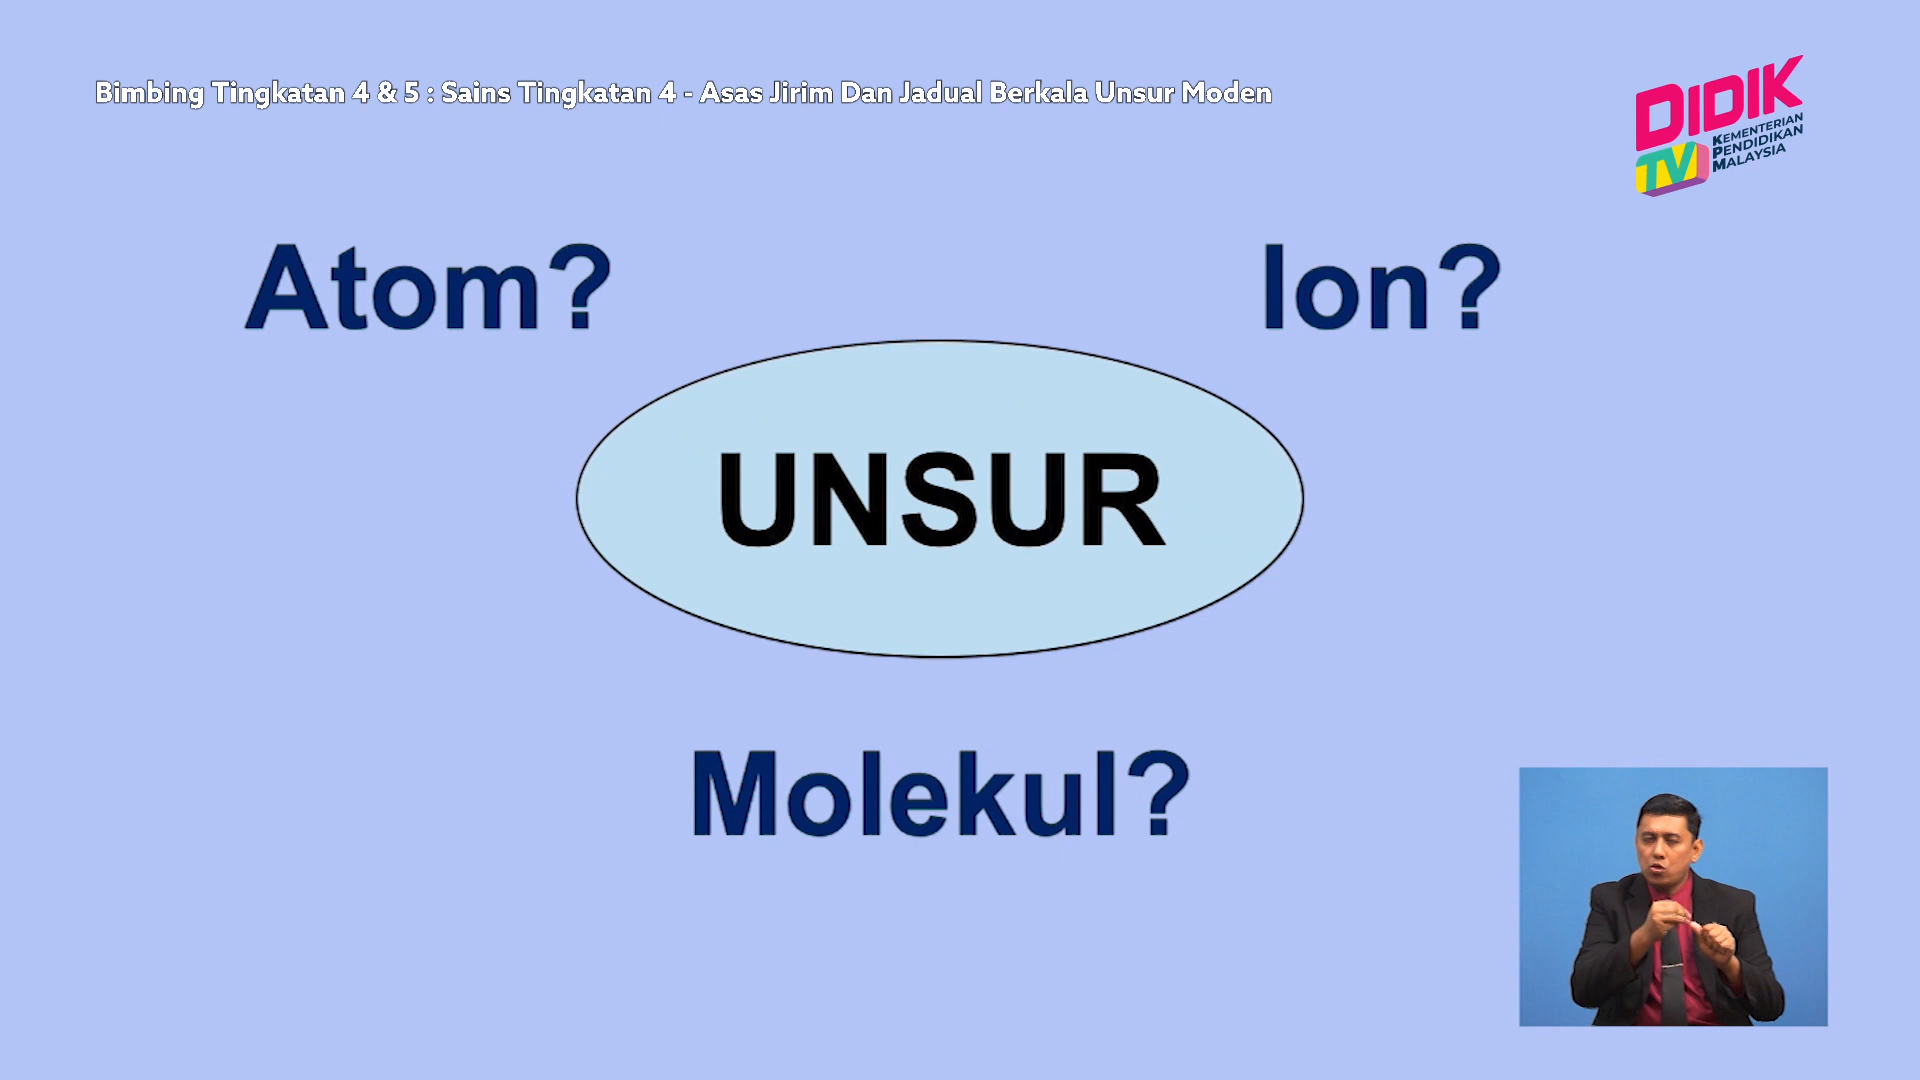 Bimbing Tingkatan 4 & 5 : Sains Tingkatan 4 - Asas Jirim Dan Jadual Berkala Unsur Moden
DIDIK
TV
KEMENTERIAN
PENDIDIKAN
MALAYSIA
Atom?
Ion?
UNSUR
Molekul?